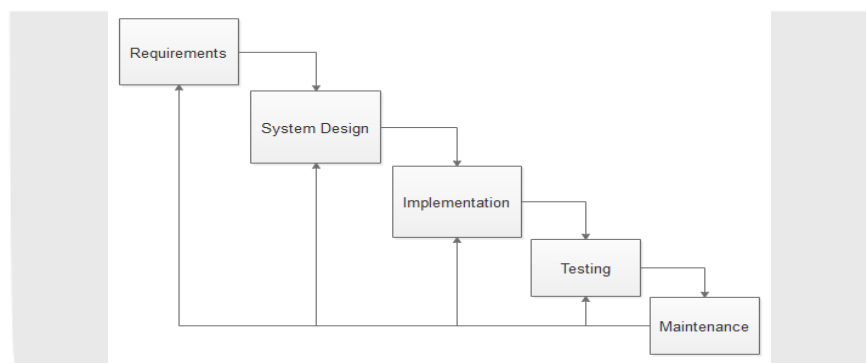 Requirements
System Design
Implementation
Testing
Maintenance